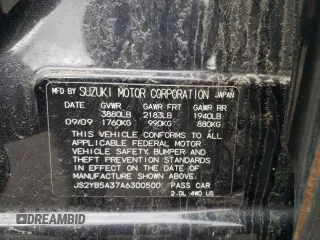 MFD BY SUZUKI MOTOR CORPORATION JAPAN
DATE GVWR GAWR FRT GAWR RR
3880LB 2183LB 1940LB
09/09 1760KG 990KG 880KG
THIS VEHICLE CONFORMS TO ALL
APPLICABLE FEDERAL MOTOR
VEHICLE SAFETY, BUMPER AND
THEFT PREVENTION STANDARDS
IN EFFECT ON THE DATE OF
MANUFACTURE SHOWN ABOVE.
JS2YB5A37A6300500 PASS CAR
2.0L 4WD US